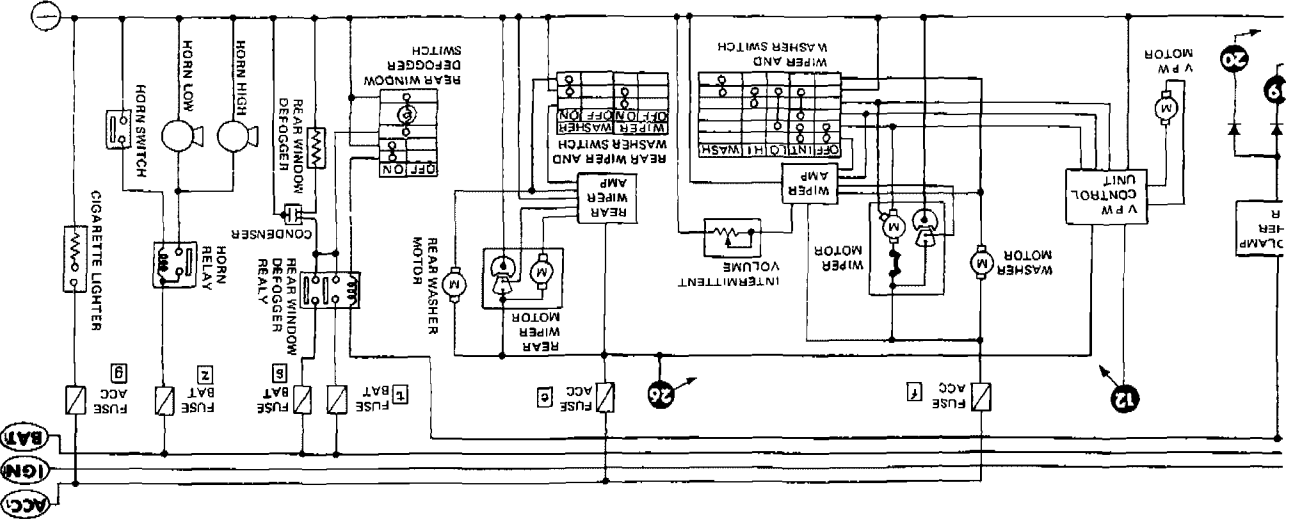 ACC
IGN
BAT
FUSE
ACC
f
FUSE
ACC
e
FUSE
BAT
t
FUSE
BAT
s
FUSE
BAT
z
FUSE
ACC
g
12
26
REAR
WIPER
MOTOR
M
REAR WASHER
MOTOR
M
REAR WINDOW
DEFOGGER
REALY
HORN
RELAY
CIGARETTE LIGHTER
WASHER
MOTOR
M
WIPER
MOTOR
M
INTERMITTENT
VOLUME
CONDENSER
V P W
CONTROL
UNIT
WIPER
AMP
REAR
WIPER
AMP
OFF INT LO HI WASH
WIPER AND
WASHER SWITCH
REAR WIPER AND
WASHER SWITCH
WIPER WASHER
OFF ON OFF ON
OFF ON
REAR WINDOW
DEFOGGER
SWITCH
REAR WINDOW
DEFOGGER
HORN HIGH
HORN LOW
HORN SWITCH
V P W
MOTOR
M
20